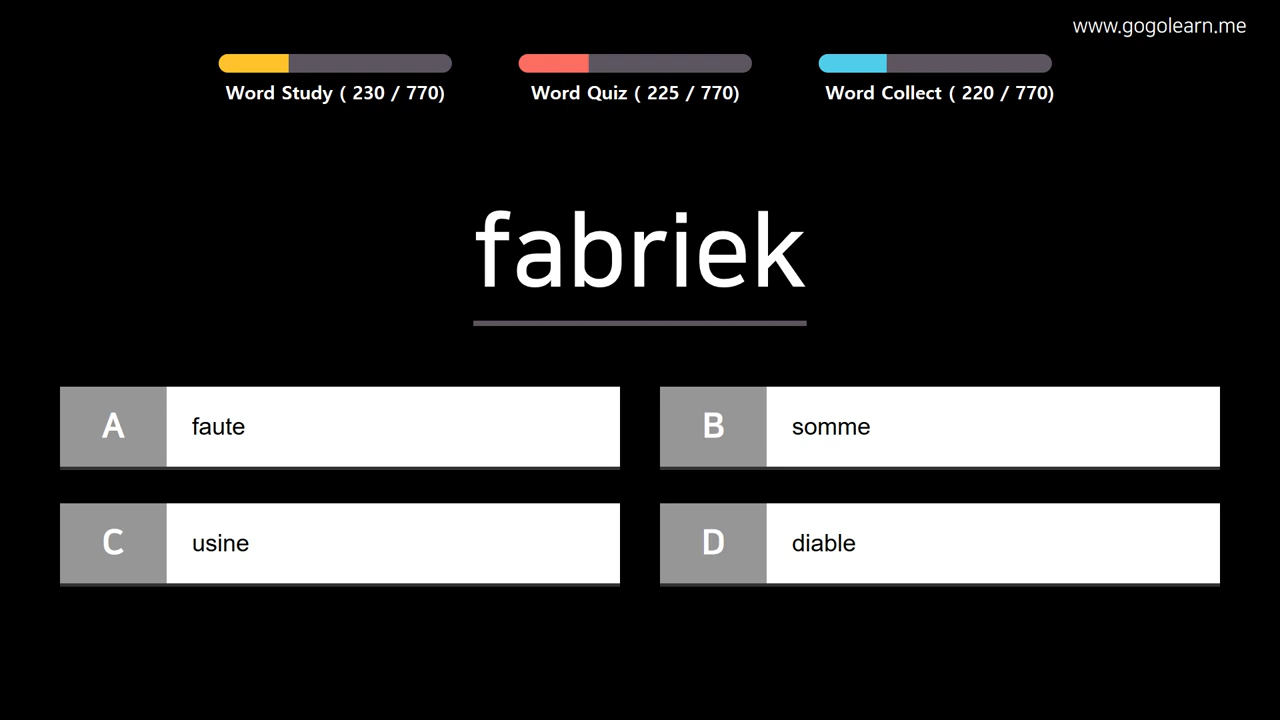 www.gogolearn.me
Word Study ( 230 / 770)
Word Quiz ( 225 / 770)
Word Collect ( 220 / 770)
fabriek
A faute
B somme
C usine
D diable